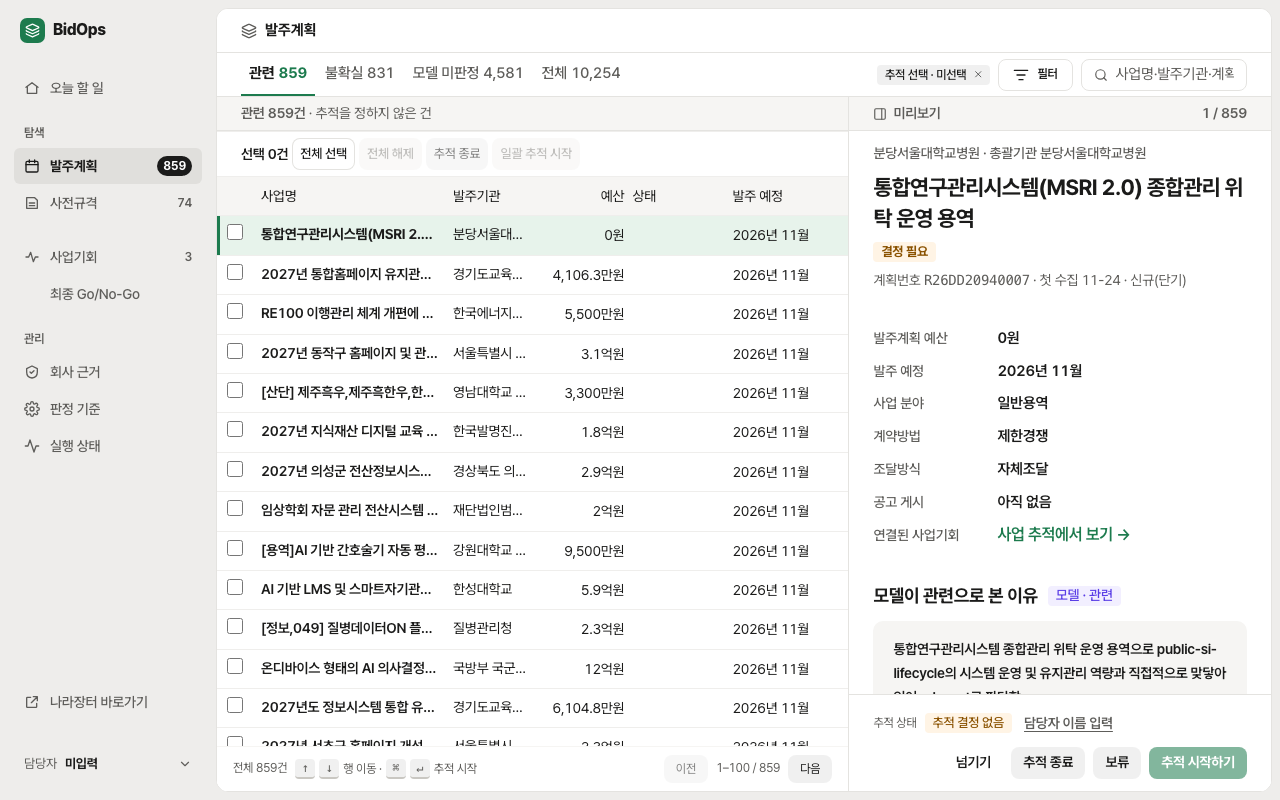 BidOps
오늘 할 일
탐색
발주계획 859
사전규격 74
사업기회 3
최종 Go/No-Go
관리
회사 근거
판정 기준
실행 상태
나라장터 바로가기
담당자 미입력
발주계획
관련 859 불확실 831 모델 미판정 4,581 전체 10,254
추적 선택 · 미선택 × 필터 사업명·발주기관·계획
관련 859건 · 추적을 정하지 않은 건
선택 0건 전체 선택 전체 해제 추적 종료 일괄 추적 시작
사업명 발주기관 예산 상태 발주 예정
통합연구관리시스템(MSRI 2.... 분당서울대... 0원 2026년 11월
2027년 통합홈페이지 유지관... 경기도교육... 4,106.3만원 2026년 11월
RE100 이행관리 체계 개편에 ... 한국에너지... 5,500만원 2026년 11월
2027년 동작구 홈페이지 및 관... 서울특별시 ... 3.1억원 2026년 11월
[산단] 제주흑우,제주흑한우,한... 영남대학교 ... 3,300만원 2026년 11월
2027년 지식재산 디지털 교육 ... 한국발명진... 1.8억원 2026년 11월
2027년 의성군 전산정보시스... 경상북도 의... 2.9억원 2026년 11월
임상학회 자문 관리 전산시스템 ... 재단법인범... 2억원 2026년 11월
[용역]AI 기반 간호술기 자동 평... 강원대학교 ... 9,500만원 2026년 11월
AI 기반 LMS 및 스마트자기관... 한성대학교 5.9억원 2026년 11월
[정보,049] 질병데이터ON 플... 질병관리청 2.3억원 2026년 11월
온디바이스 형태의 AI 의사결정... 국방부 국군... 12억원 2026년 11월
2027년도 정보시스템 통합 유... 경기도교육... 6,104.8만원 2026년 11월
전체 859건 ↑ ↓ 행 이동 · ⌘ ↵ 추적 시작 이전 1–100 / 859 다음
미리보기 1 / 859
분당서울대학교병원 · 총괄기관 분당서울대학교병원
통합연구관리시스템(MSRI 2.0) 종합관리 위
탁 운영 용역
결정 필요
계획번호 R26DD20940007 · 첫 수집 11-24 · 신규(단기)
발주계획 예산 0원
발주 예정 2026년 11월
사업 분야 일반용역
계약방법 제한경쟁
조달방식 자체조달
공고 게시 아직 없음
연결된 사업기회 사업 추적에서 보기 →
모델이 관련으로 본 이유 모델 · 관련
통합연구관리시스템 종합관리 위탁 운영 용역으로 public-si-
lifecycle의 시스템 운영 및 유지관리 역량과 직접적으로 맞닿아
추적 상태 추적 결정 없음 담당자 이름 입력
넘기기 추적 종료 보류 추적 시작하기